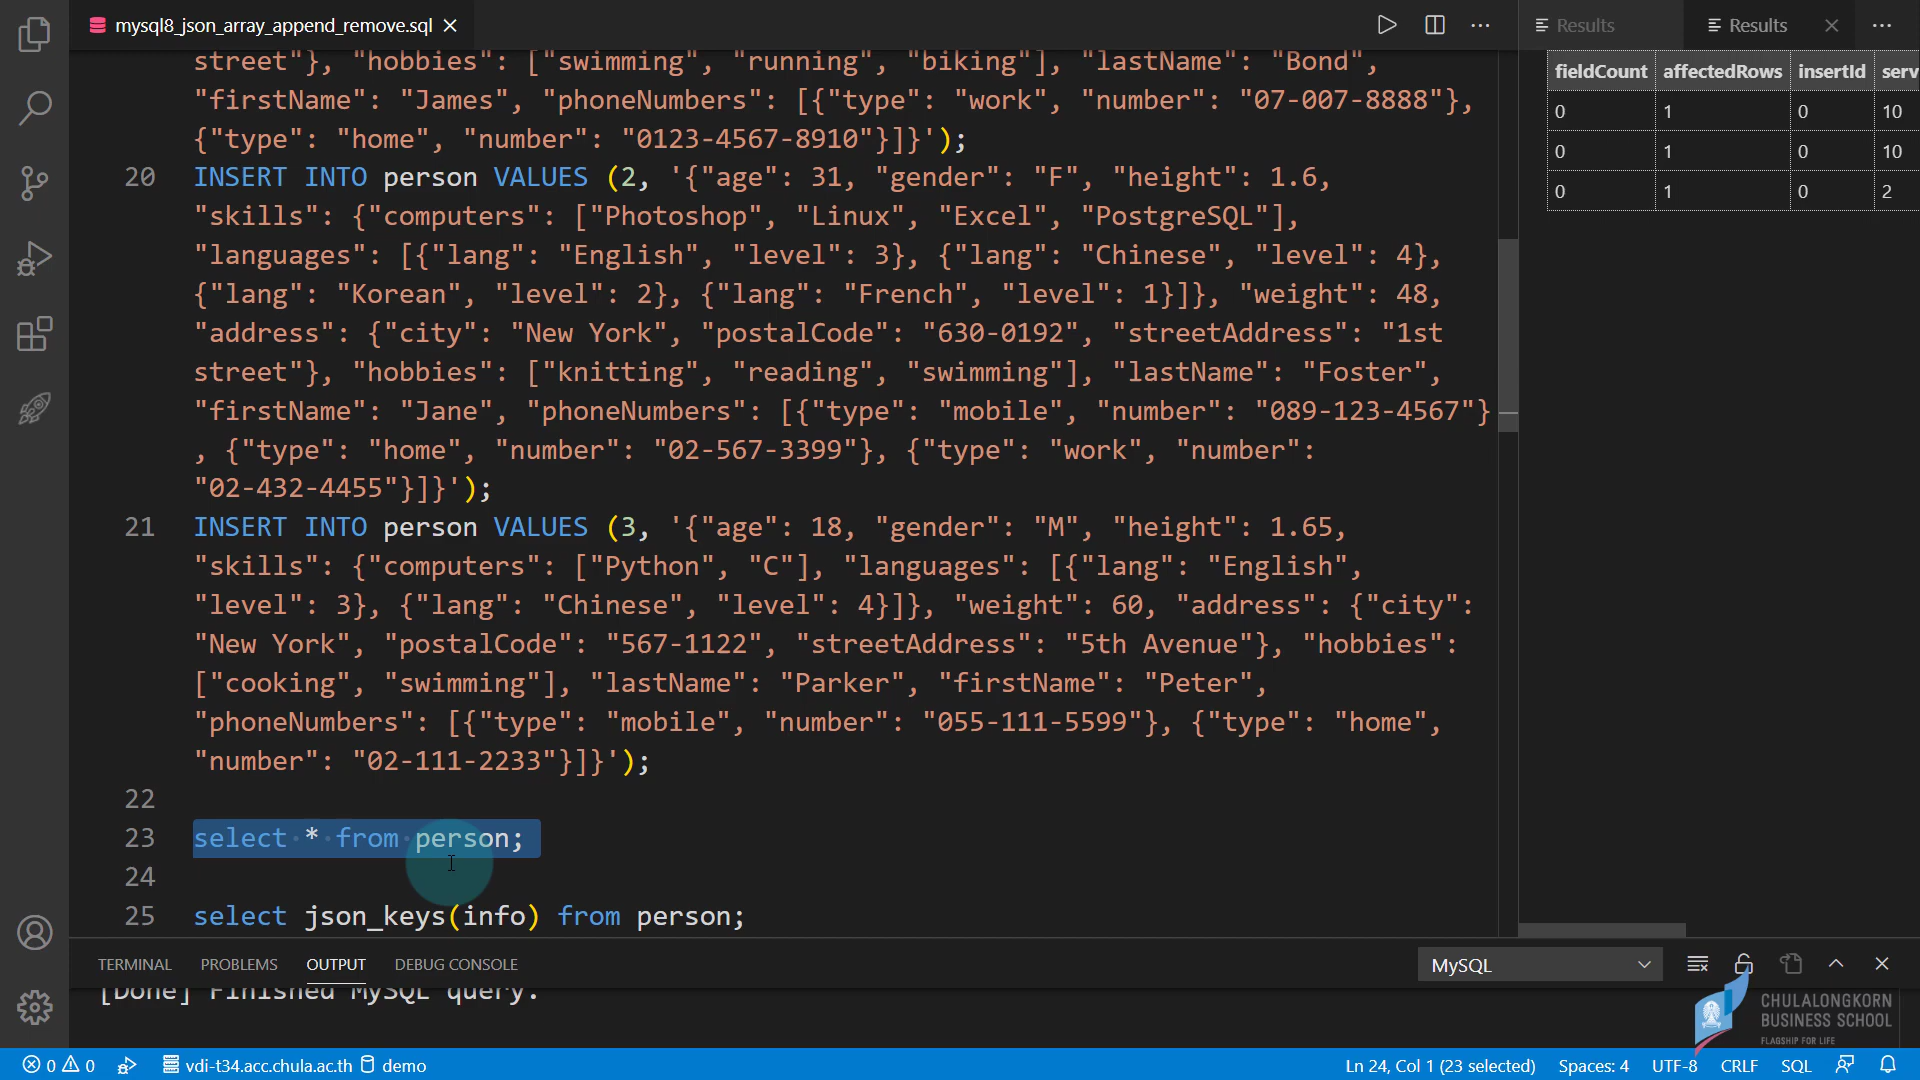 mysql8_json_array_append_remove.sql
Results
Results
fieldCount affectedRows insertId serv
0 1 0 10
0 1 0 10
0 1 0 2
street"}, "hobbies": ["swimming", "running", "biking"], "lastName": "Bond",
"firstName": "James", "phoneNumbers": [{"type": "work", "number": "07-007-8888"},
{"type": "home", "number": "0123-4567-8910"}]}');
20 INSERT INTO person VALUES (2, '{"age": 31, "gender": "F", "height": 1.6,
"skills": {"computers": ["Photoshop", "Linux", "Excel", "PostgreSQL"],
"languages": [{"lang": "English", "level": 3}, {"lang": "Chinese", "level": 4},
{"lang": "Korean", "level": 2}, {"lang": "French", "level": 1}]}, "weight": 48,
"address": {"city": "New York", "postalCode": "630-0192", "streetAddress": "1st
street"}, "hobbies": ["knitting", "reading", "swimming"], "lastName": "Foster",
"firstName": "Jane", "phoneNumbers": [{"type": "mobile", "number": "089-123-4567"}
, {"type": "home", "number": "02-567-3399"}, {"type": "work", "number":
"02-432-4455"}]}');
21 INSERT INTO person VALUES (3, '{"age": 18, "gender": "M", "height": 1.65,
"skills": {"computers": ["Python", "C"], "languages": [{"lang": "English",
"level": 3}, {"lang": "Chinese", "level": 4}]}, "weight": 60, "address": {"city":
"New York", "postalCode": "567-1122", "streetAddress": "5th Avenue"}, "hobbies":
["cooking", "swimming"], "lastName": "Parker", "firstName": "Peter",
"phoneNumbers": [{"type": "mobile", "number": "055-111-5599"}, {"type": "home",
"number": "02-111-2233"}]}');
22
23 select * from person;
24
25 select json_keys(info) from person;
TERMINAL PROBLEMS OUTPUT DEBUG CONSOLE MySQL
[Done] Finished MySQL query.
CHULALONGKORN
BUSINESS SCHOOL
FLAGSHIP FOR LIFE
0 0 vdi-t34.acc.chula.ac.th demo Ln 24, Col 1 (23 selected) Spaces: 4 UTF-8 CRLF SQL